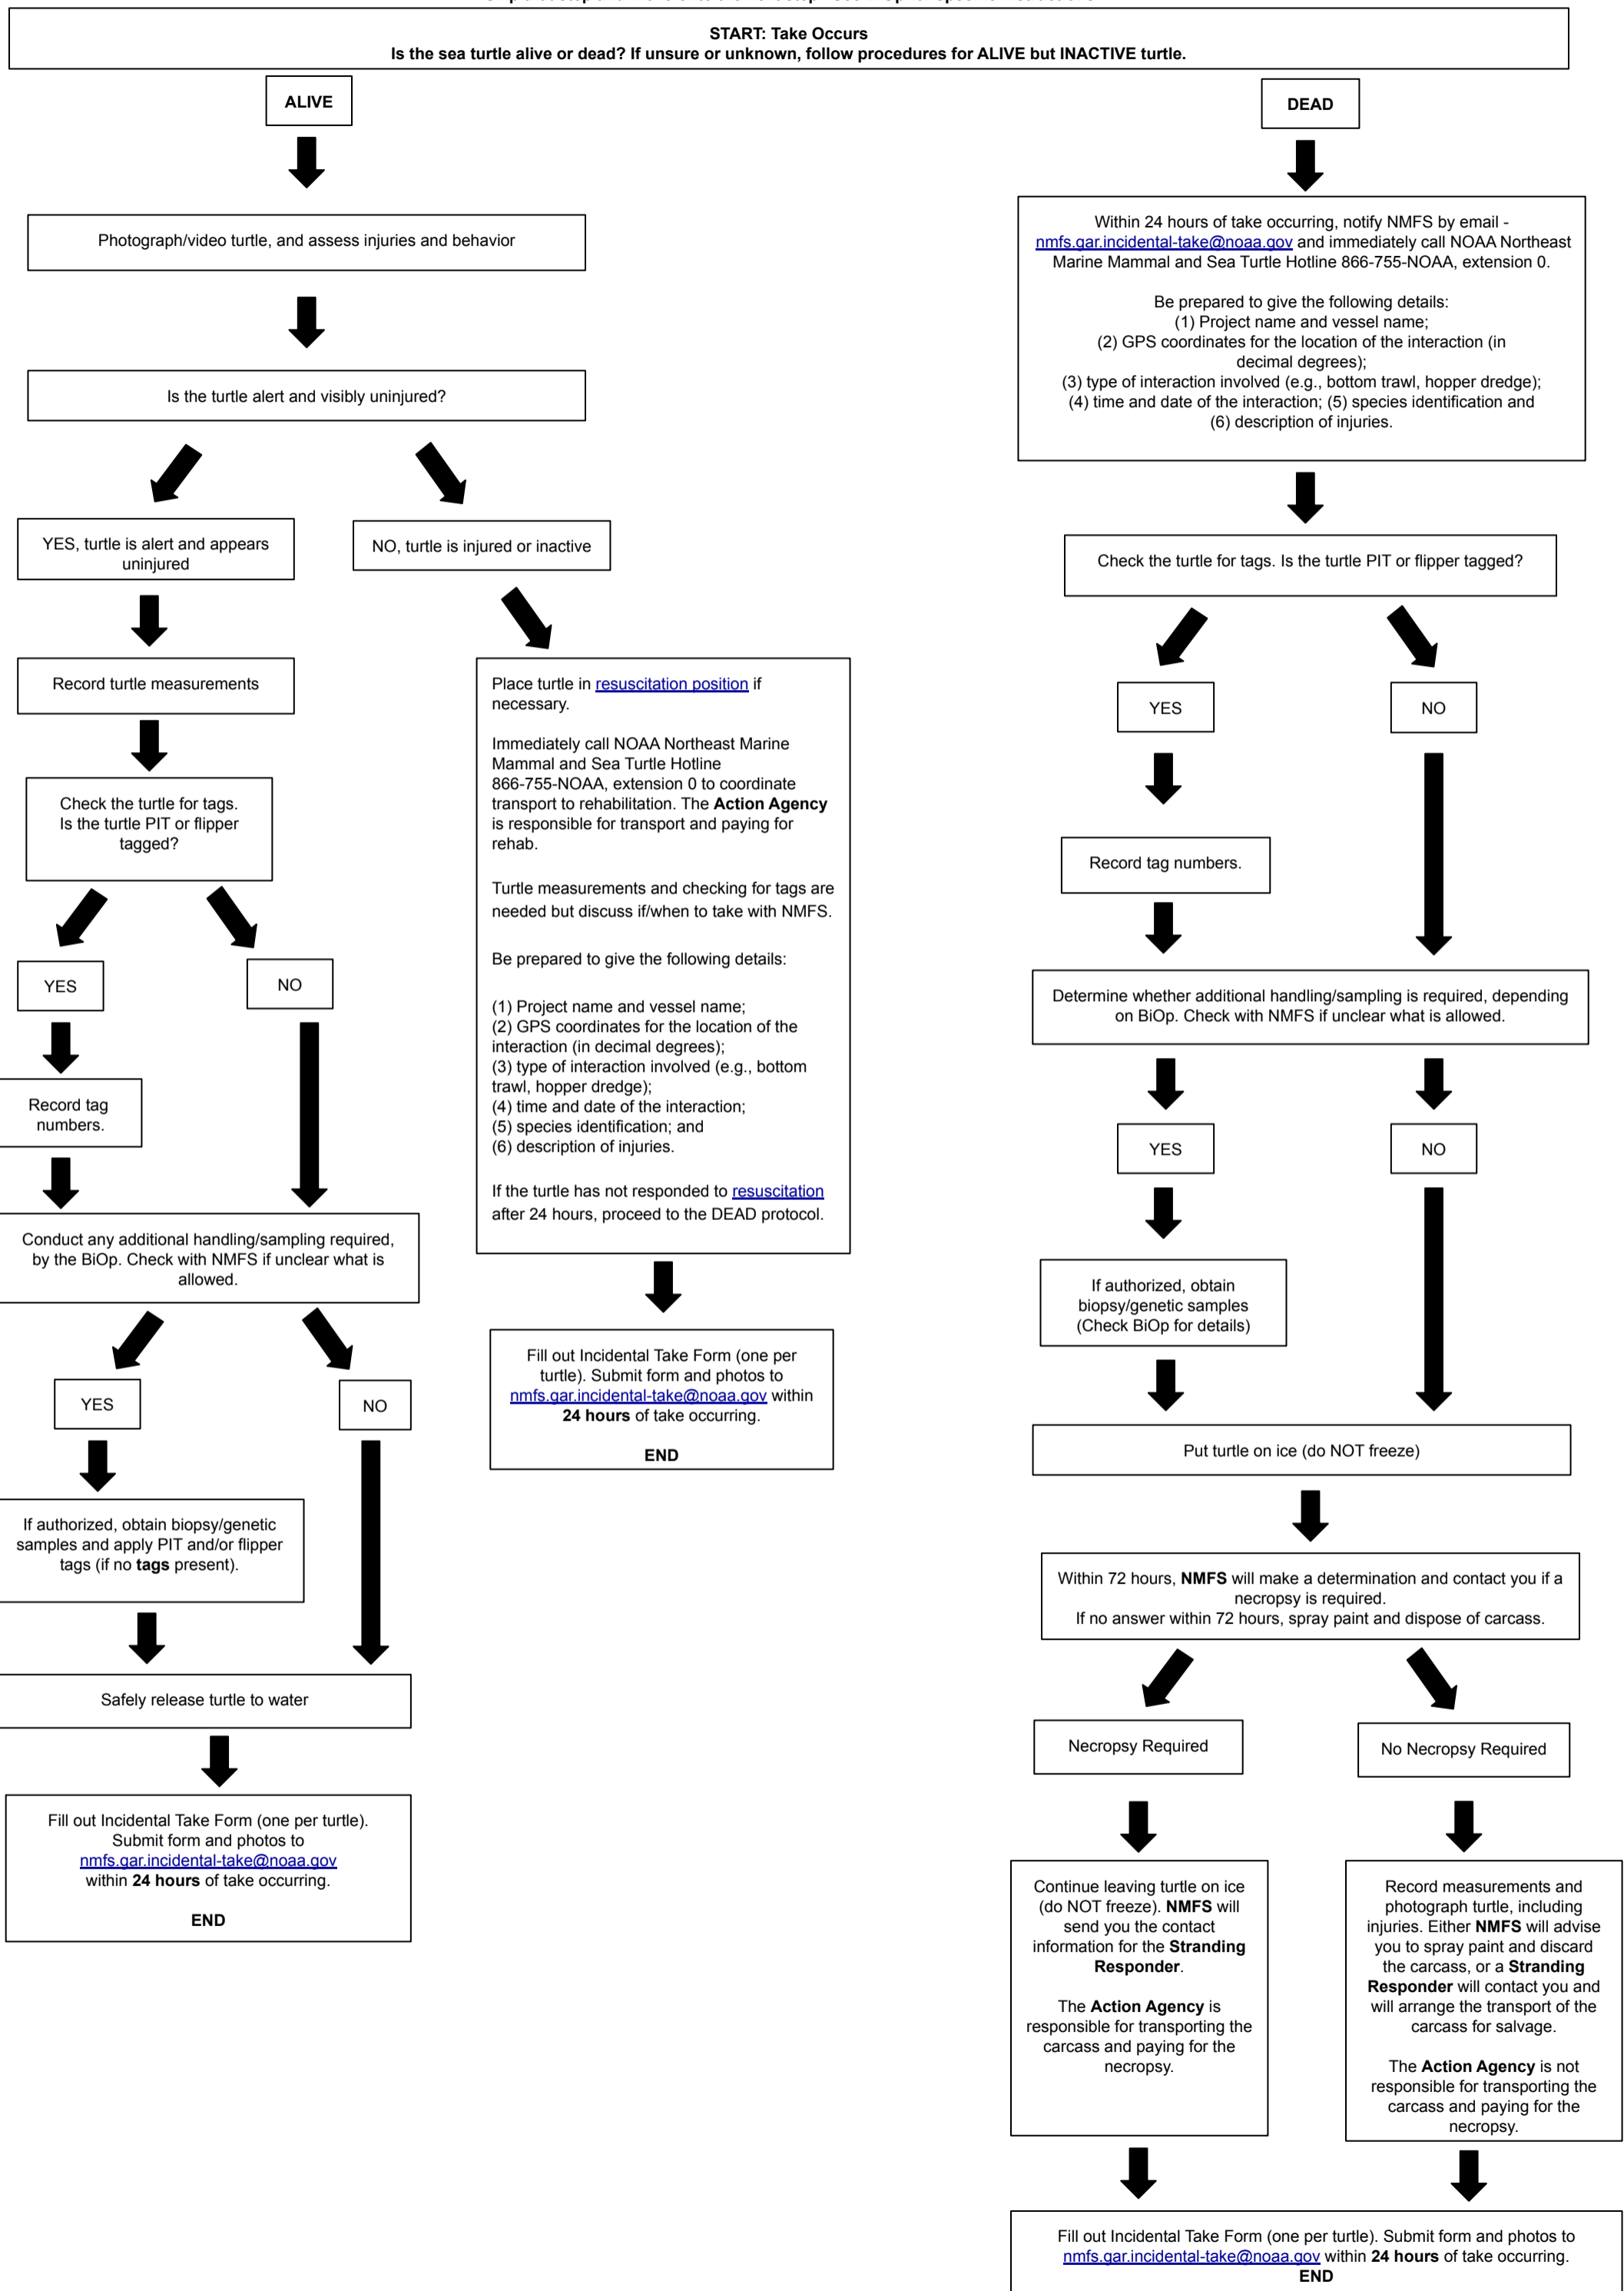 START: Take Occurs
Is the sea turtle alive or dead? If unsure or unknown, follow procedures for ALIVE but INACTIVE turtle.
ALIVE
Photograph/video turtle, and assess injuries and behavior
Is the turtle alert and visibly uninjured?
YES, turtle is alert and appears
uninjured
NO, turtle is injured or inactive
Record turtle measurements
Check the turtle for tags.
Is the turtle PIT or flipper
tagged?
YES
NO
Record tag
numbers.
Conduct any additional handling/sampling required,
by the BiOp. Check with NMFS if unclear what is
allowed.
YES
NO
If authorized, obtain biopsy/genetic
samples and apply PIT and/or flipper
tags (if no tags present).
Safely release turtle to water
Fill out Incidental Take Form (one per turtle).
Submit form and photos to
nmfs.gar.incidental-take@noaa.gov
within 24 hours of take occurring.
END
Place turtle in resuscitation position if
necessary.
Immediately call NOAA Northeast Marine
Mammal and Sea Turtle Hotline
866-755-NOAA, extension 0 to coordinate
transport to rehabilitation. The Action Agency
is responsible for transport and paying for
rehab.
Turtle measurements and checking for tags are
needed but discuss if/when to take with NMFS.
Be prepared to give the following details:
(1) Project name and vessel name;
(2) GPS coordinates for the location of the
interaction (in decimal degrees);
(3) type of interaction involved (e.g., bottom
trawl, hopper dredge);
(4) time and date of the interaction;
(5) species identification; and
(6) description of injuries.
If the turtle has not responded to resuscitation
after 24 hours, proceed to the DEAD protocol.
Fill out Incidental Take Form (one per
turtle). Submit form and photos to
nmfs.gar.incidental-take@noaa.gov within
24 hours of take occurring.
END
DEAD
Within 24 hours of take occurring, notify NMFS by email -
nmfs.gar.incidental-take@noaa.gov and immediately call NOAA Northeast
Marine Mammal and Sea Turtle Hotline 866-755-NOAA, extension 0.
Be prepared to give the following details:
(1) Project name and vessel name;
(2) GPS coordinates for the location of the interaction (in
decimal degrees);
(3) type of interaction involved (e.g., bottom trawl, hopper dredge);
(4) time and date of the interaction; (5) species identification and
(6) description of injuries.
Check the turtle for tags. Is the turtle PIT or flipper tagged?
YES
NO
Record tag numbers.
Determine whether additional handling/sampling is required, depending
on BiOp. Check with NMFS if unclear what is allowed.
YES
NO
If authorized, obtain
biopsy/genetic samples
(Check BiOp for details)
Put turtle on ice (do NOT freeze)
Within 72 hours, NMFS will make a determination and contact you if a
necropsy is required.
If no answer within 72 hours, spray paint and dispose of carcass.
Necropsy Required
No Necropsy Required
Continue leaving turtle on ice
(do NOT freeze). NMFS will
send you the contact
information for the Stranding
Responder.
The Action Agency is
responsible for transporting the
carcass and paying for the
necropsy.
Record measurements and
photograph turtle, including
injuries. Either NMFS will advise
you to spray paint and discard
the carcass, or a Stranding
Responder will contact you and
will arrange the transport of the
carcass for salvage.
The Action Agency is not
responsible for transporting the
carcass and paying for the
necropsy.
Fill out Incidental Take Form (one per turtle). Submit form and photos to
nmfs.gar.incidental-take@noaa.gov within 24 hours of take occurring.
END